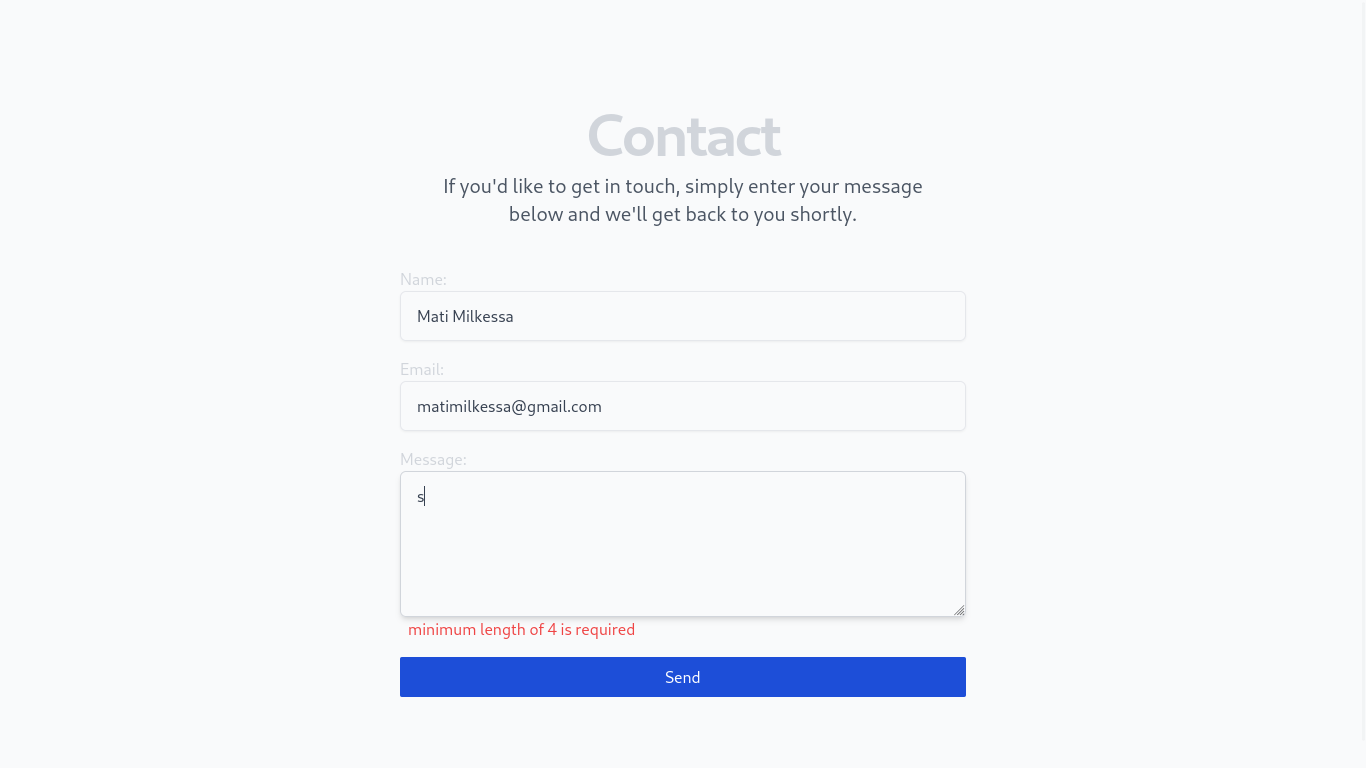 Contact
If you'd like to get in touch, simply enter your message
below and we'll get back to you shortly.
Name:
Mati Milkessa
Email:
matimilkessa@gmail.com
Message:
s
minimum length of 4 is required
Send